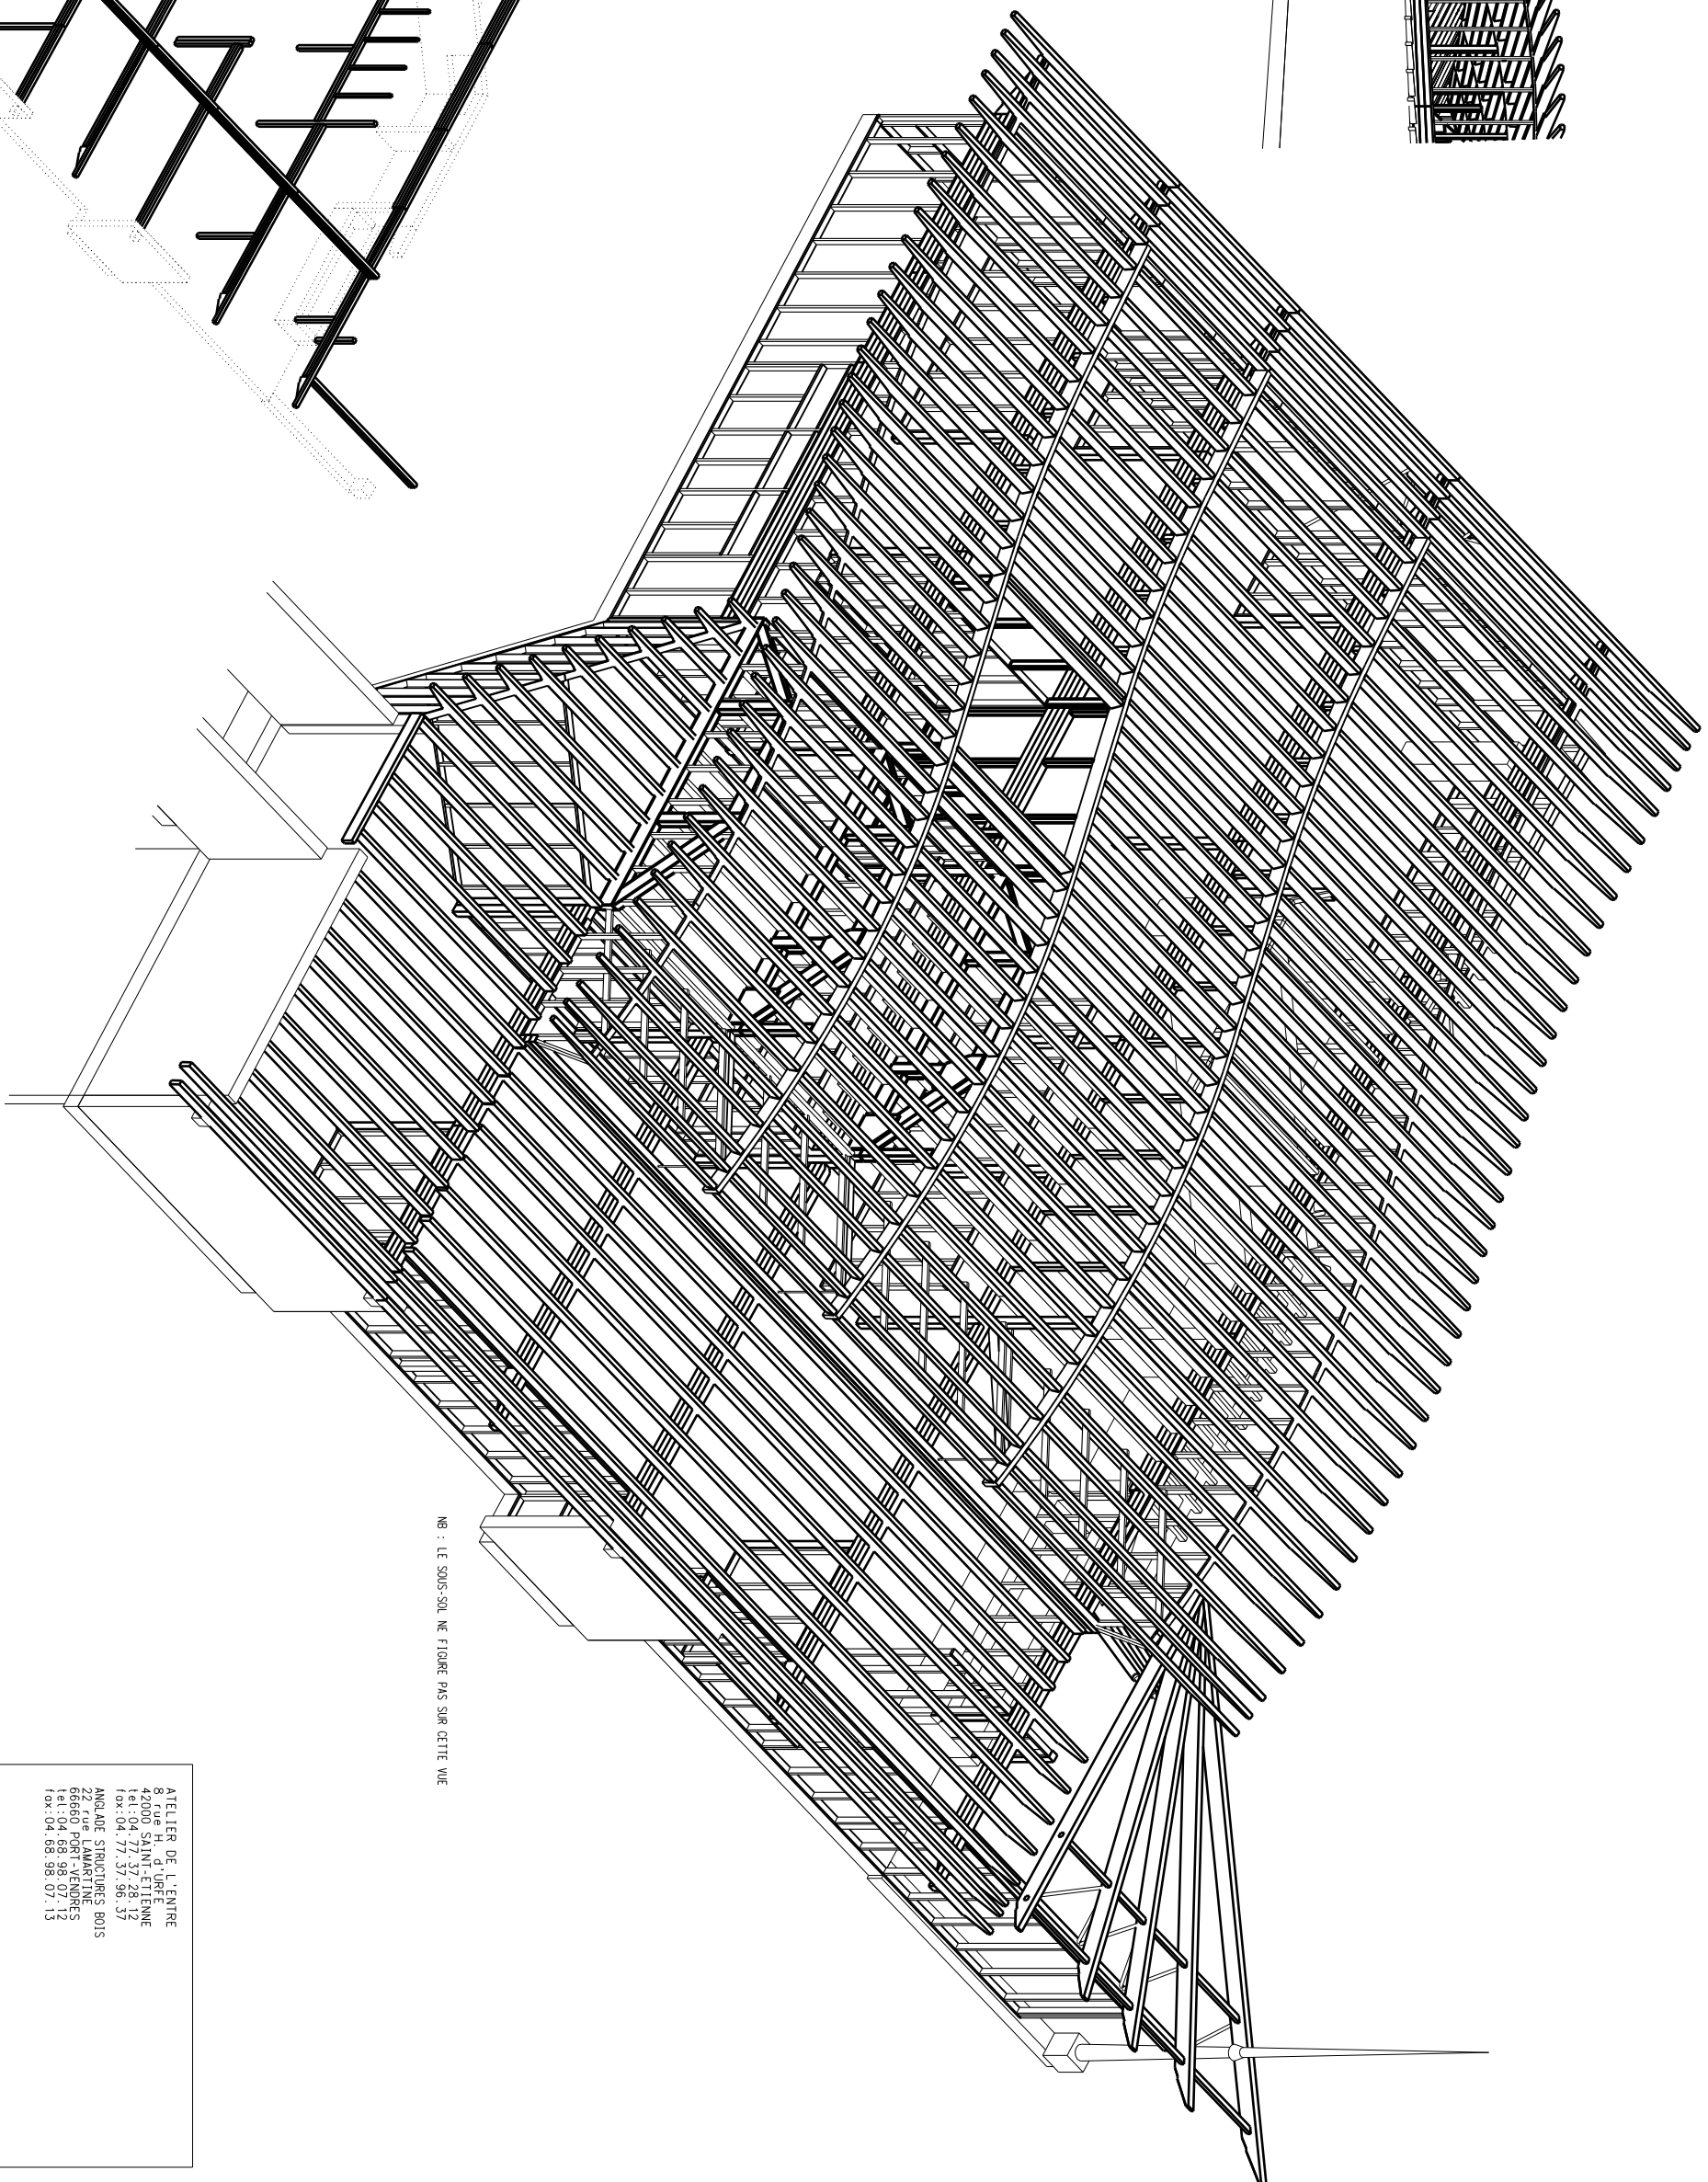 NB : LE SOUS-SOL NE FIGURE PAS SUR CETTE VUE
ATELIER DE L'ENTRE
8 rue H. d'URFE
42000 SAINT-ETIENNE
tel:04.77.37.28.12
fax:04.77.37.96.37
ANGLADE STRUCTURES BOIS
22 rue LAMARTINE
66660 PORT-VENDRES
tel:04.68.98.07.12
fax:04.68.98.07.13